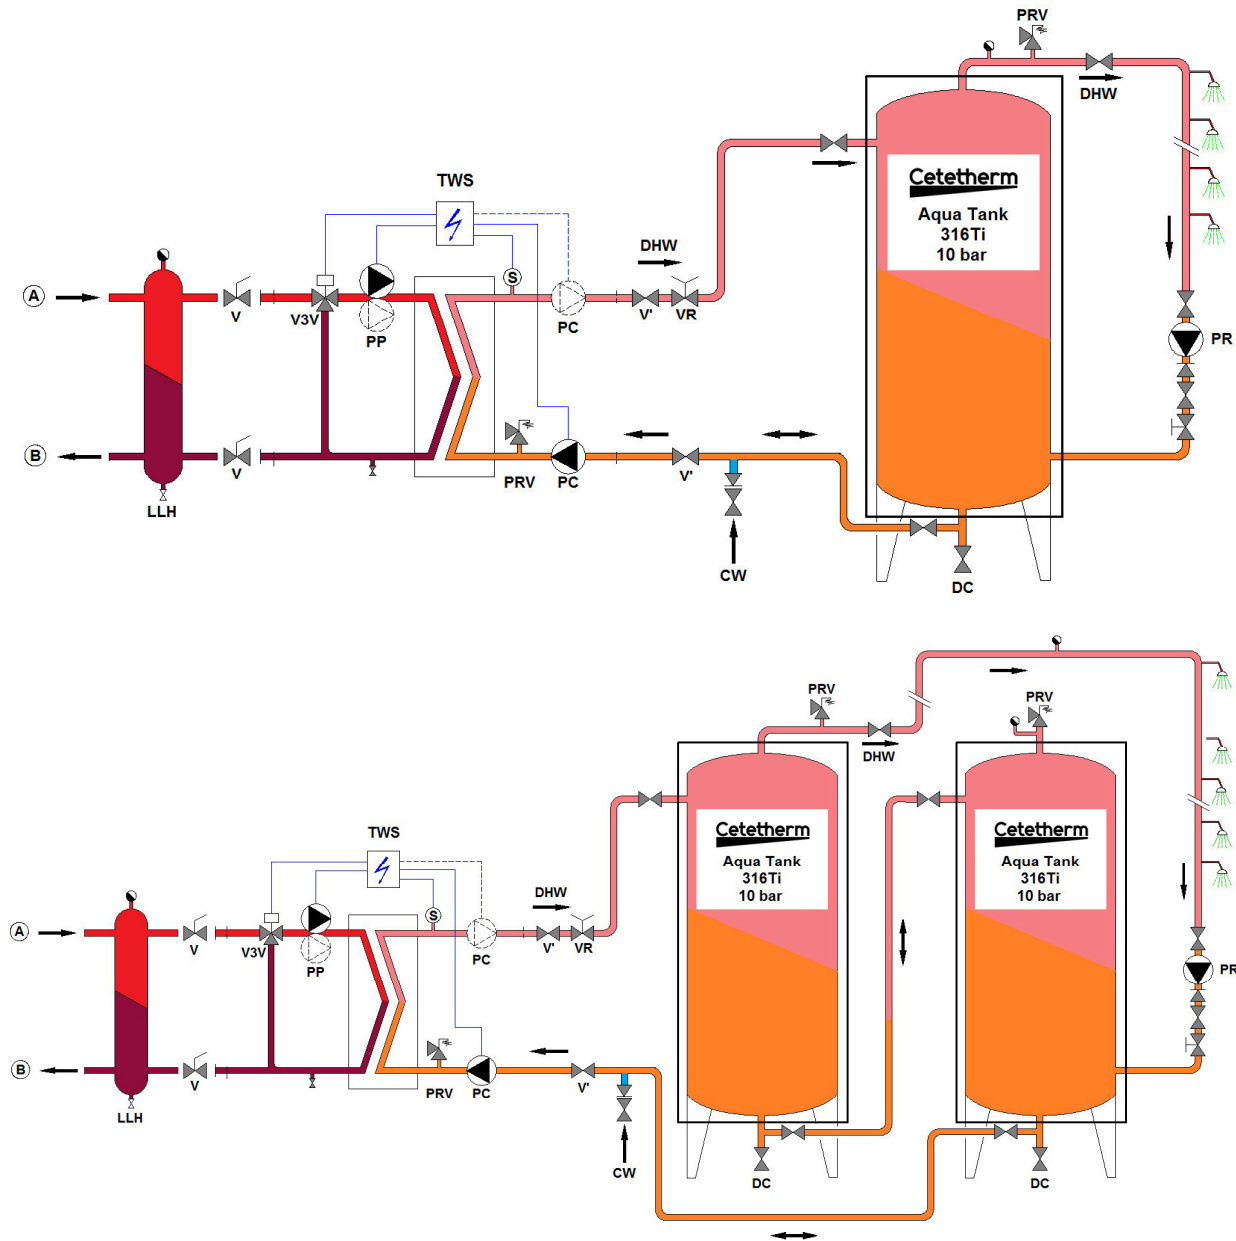 PRV
DHW
Cetetherm
Aqua Tank
316Ti
10 bar
TWS
DHW
S
A
V
V3V
PP
PC
V'
VR
PR
B
V
LLH
PRV
PC
V'
CW
DC
PRV
PRV
DHW
Cetetherm
Aqua Tank
316Ti
10 bar
Cetetherm
Aqua Tank
316Ti
10 bar
TWS
DHW
S
A
V
V3V
PP
PC
V'
VR
PR
B
V
LLH
PRV
PC
V'
CW
DC
DC